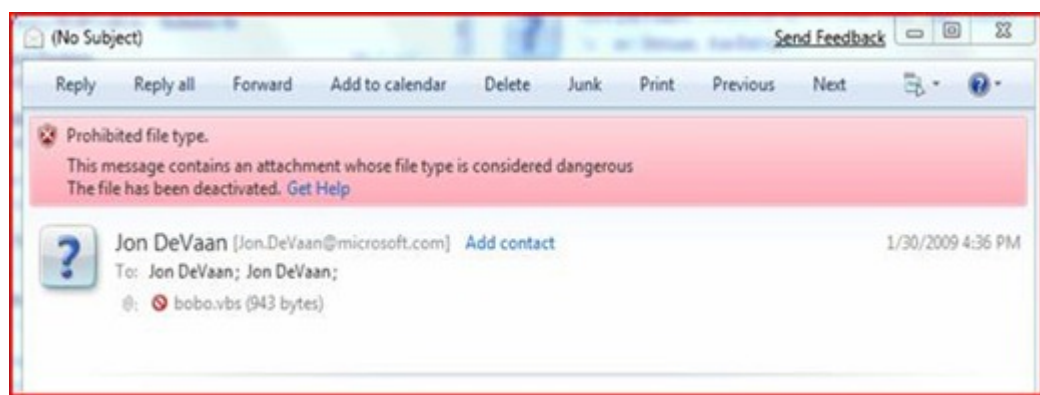 (No Subject) Send Feedback
Reply Reply all Forward Add to calendar Delete Junk Print Previous Next
Prohibited file type.
This message contains an attachment whose file type is considered dangerous
The file has been deactivated. Get Help
Jon DeVaan [Jon.DeVaan@microsoft.com] Add contact 1/30/2009 4:36 PM
To: Jon DeVaan; Jon DeVaan;
bobo.vbs (943 bytes)